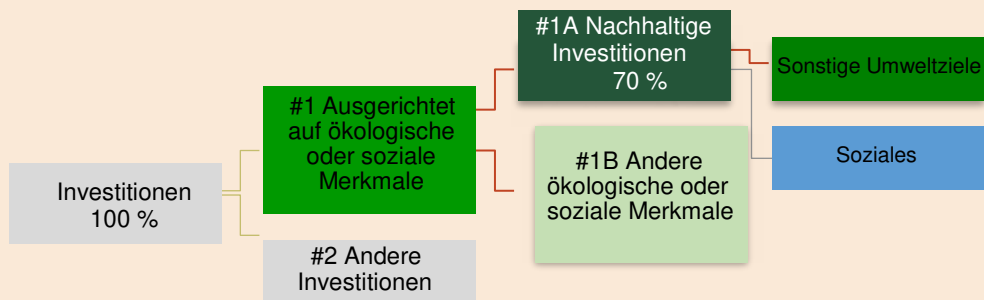 Investitionen
100 %
#1 Ausgerichtet
auf ökologische
oder soziale
Merkmale
#2 Andere
Investitionen
#1A Nachhaltige
Investitionen
70 %
#1B Andere
ökologische oder
soziale Merkmale
Sonstige Umweltziele
Soziales